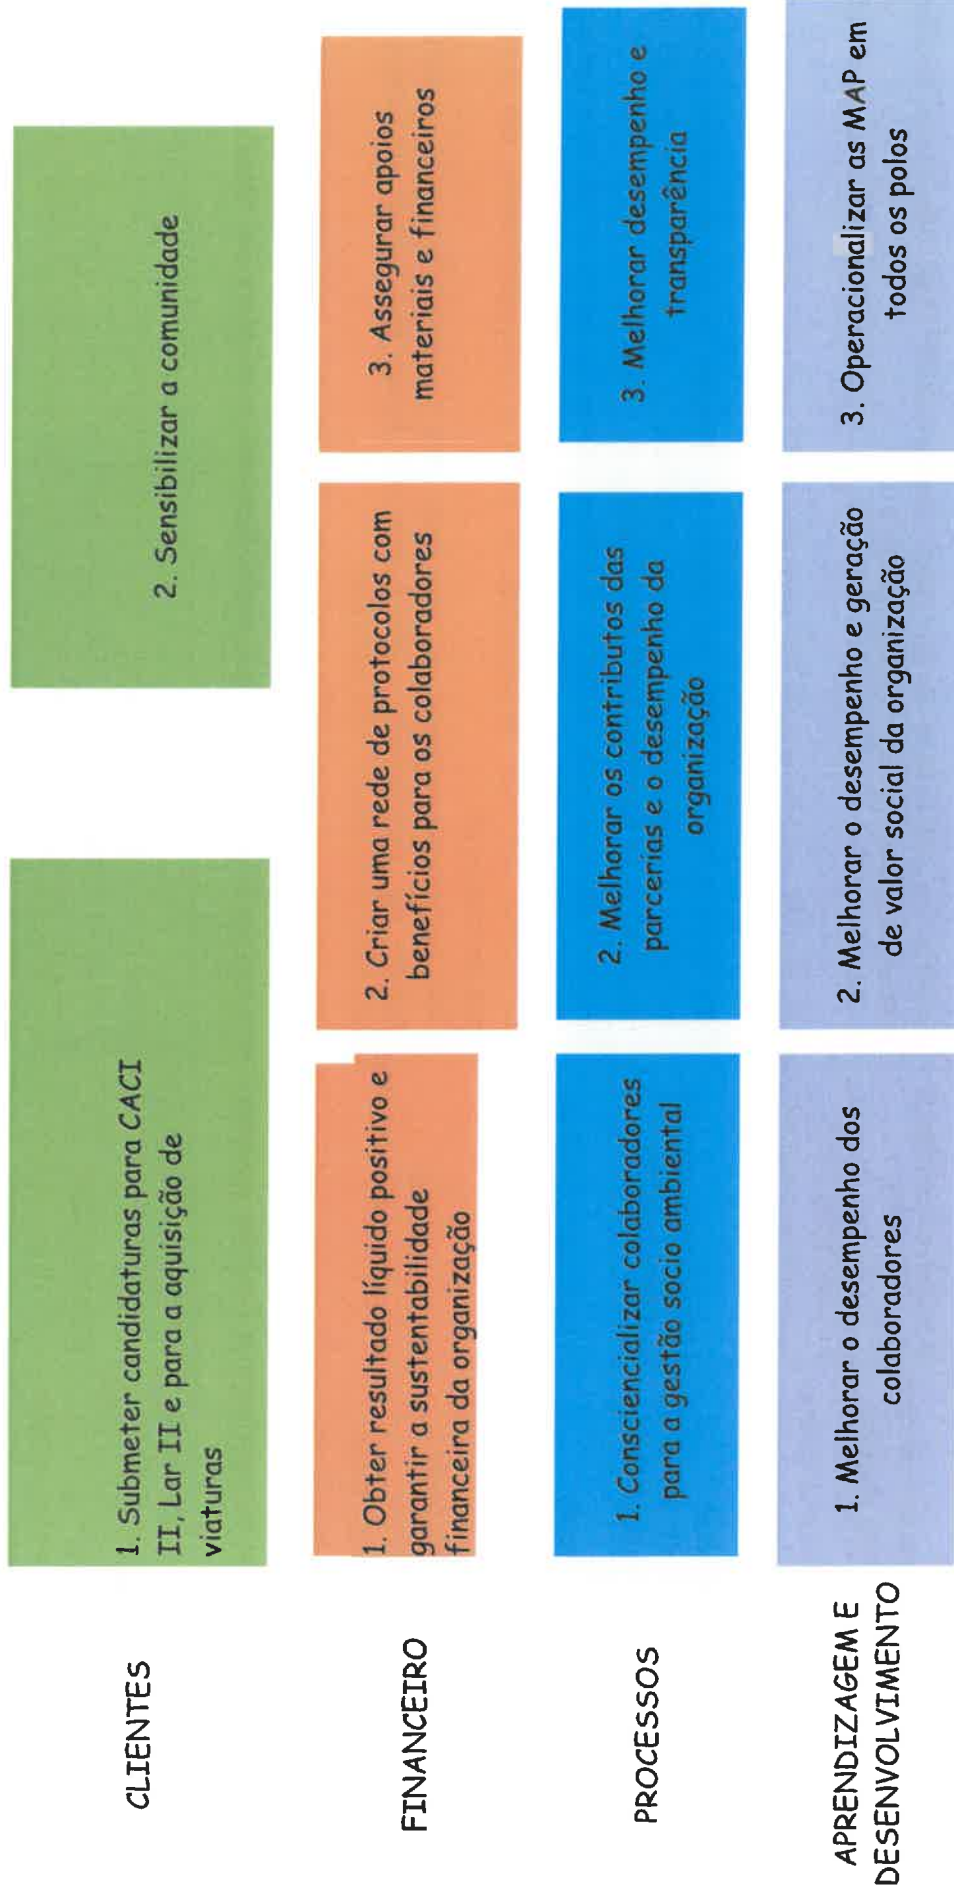 CLIENTES
1. Submeter candidaturas para CACI
II, Lar II e para a aquisição de
viaturas
2. Sensibilizar a comunidade
FINANCEIRO
1. Obter resultado líquido positivo e
garantir a sustentabilidade
financeira da organização
2. Criar uma rede de protocolos com
benefícios para os colaboradores
3. Assegurar apoios
materiais e financeiros
PROCESSOS
1. Consciencializar colaboradores
para a gestão socio ambiental
2. Melhorar os contributos das
parcerias e o desempenho da
organização
3. Melhorar desempenho e
transparência
APRENDIZAGEM E
DESENVOLVIMENTO
1. Melhorar o desempenho dos
colaboradores
2. Melhorar o desempenho e geração
de valor social da organização
3. Operacionalizar as MAP em
todos os polos